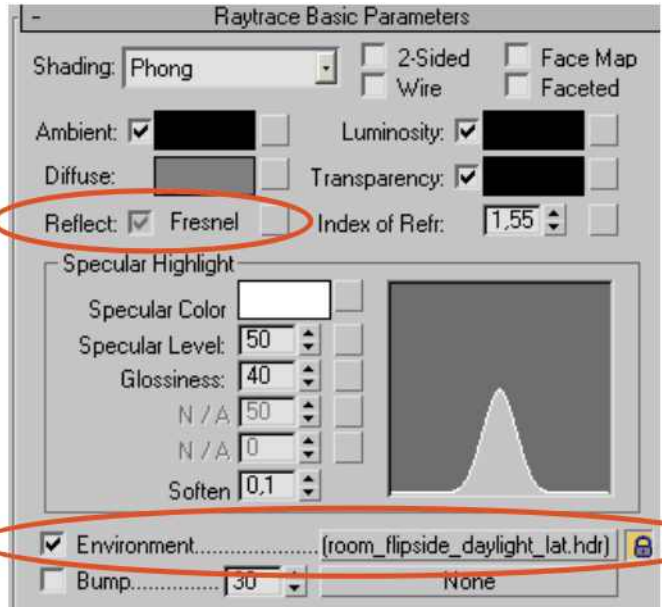 - Raytrace Basic Parameters
Shading: Phong 2-Sided Face Map
Wire Faceted
Ambient: Luminosity:
Diffuse: Transparency:
Reflect: Fresnel Index of Refr: 1,55
Specular Highlight
Specular Color
Specular Level: 50
Glossiness: 40
N / A 50
N / A 0
Soften 0,1
Environment..................... (room_flipside_daylight_lat.hdr)
Bump.............. 30 None